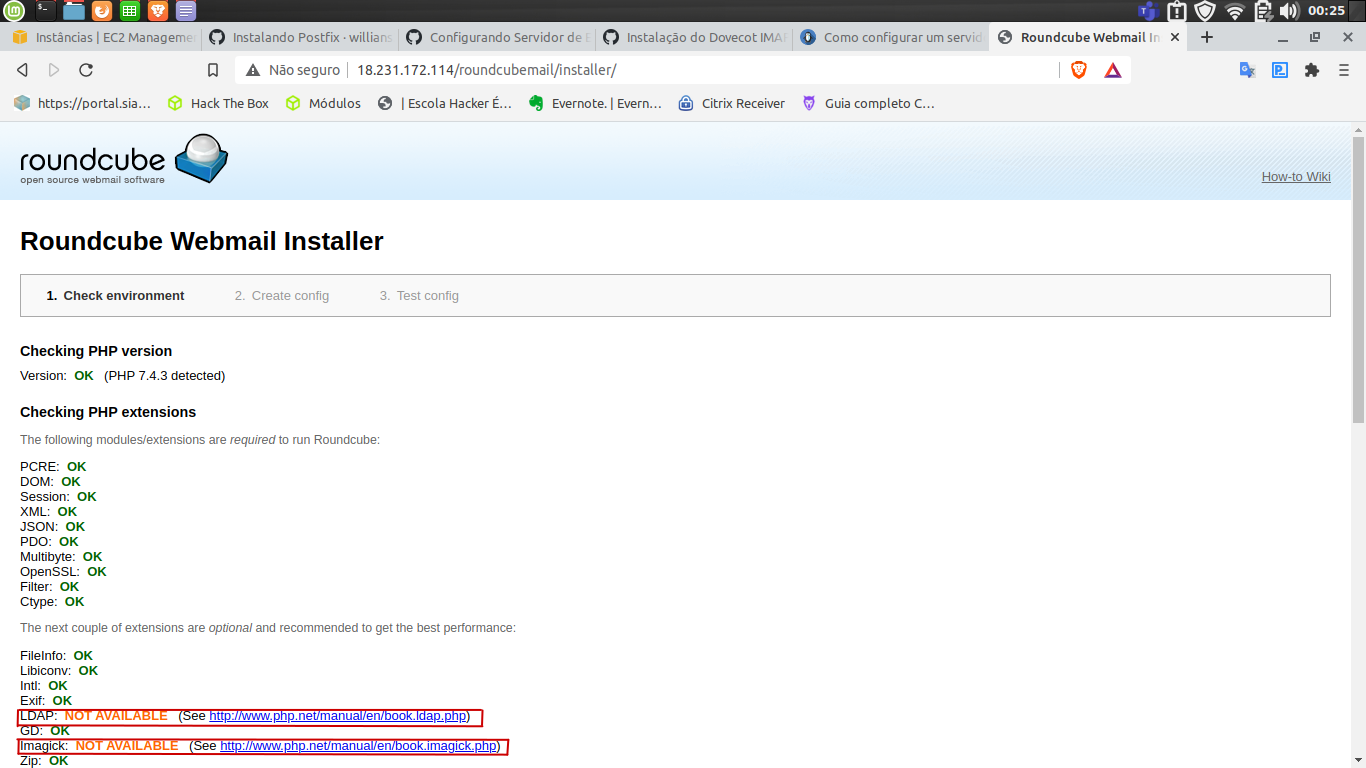 00:25
Instâncias | EC2 Manageme
Instalando Postfix · willians
Configurando Servidor de E
Instalação do Dovecot IMAP
Como configurar um servid
Roundcube Webmail In
Não seguro
18.231.172.114/roundcubemail/installer/
https://portal.sia...
Hack The Box
Módulos
| Escola Hacker É...
Evernote. | Evern...
Citrix Receiver
Guia completo C...
roundcube
open source webmail software
How-to Wiki
Roundcube Webmail Installer
1. Check environment
2. Create config
3. Test config
Checking PHP version
Version: OK (PHP 7.4.3 detected)
Checking PHP extensions
The following modules/extensions are required to run Roundcube:
PCRE: OK
DOM: OK
Session: OK
XML: OK
JSON: OK
PDO: OK
Multibyte: OK
OpenSSL: OK
Filter: OK
Ctype: OK
The next couple of extensions are optional and recommended to get the best performance:
FileInfo: OK
Libiconv: OK
Intl: OK
Exif: OK
LDAP: NOT AVAILABLE (See http://www.php.net/manual/en/book.ldap.php)
GD: OK
Imagick: NOT AVAILABLE (See http://www.php.net/manual/en/book.imagick.php)
Zip: OK